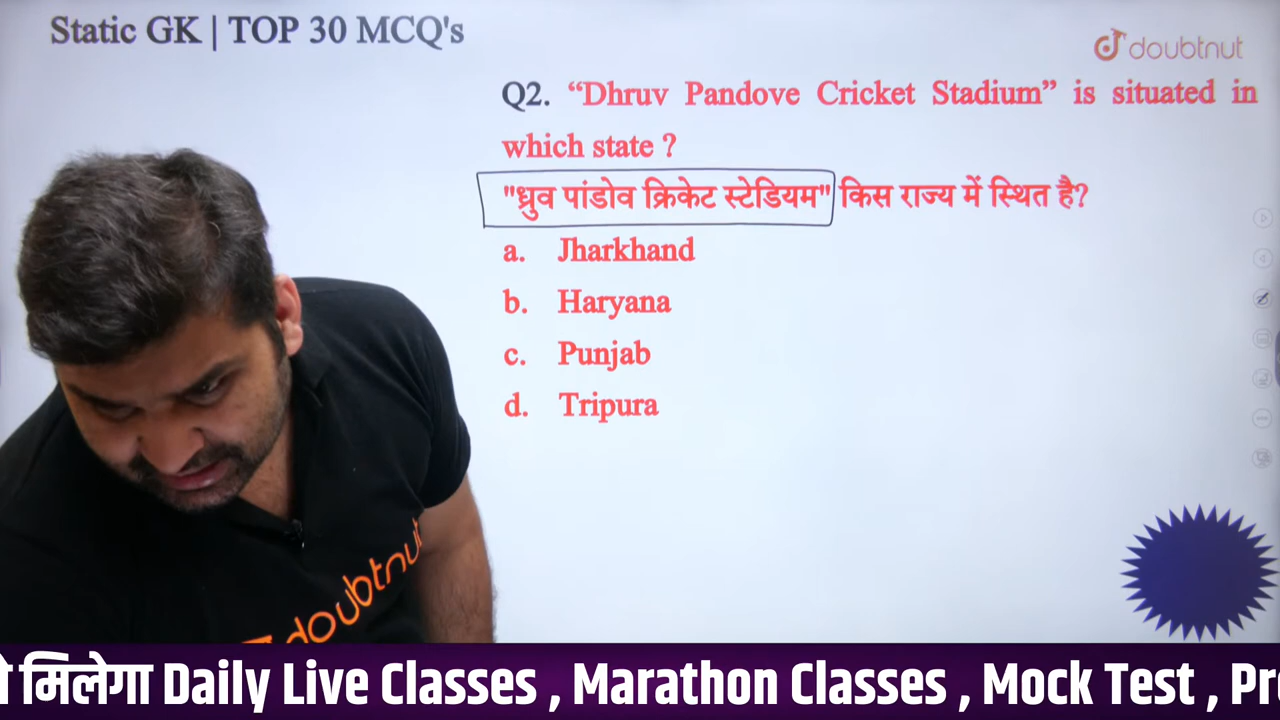 Static GK | TOP 30 MCQ's
doubtnut
Q2. “Dhruv Pandove Cricket Stadium” is situated in
which state ?
"ध्रुव पांडोव क्रिकेट स्टेडियम" किस राज्य में स्थित है?
a. Jharkhand
b. Haryana
c. Punjab
d. Tripura
doubtnut
मिलेगा Daily Live Classes , Marathon Classes , Mock Test ,